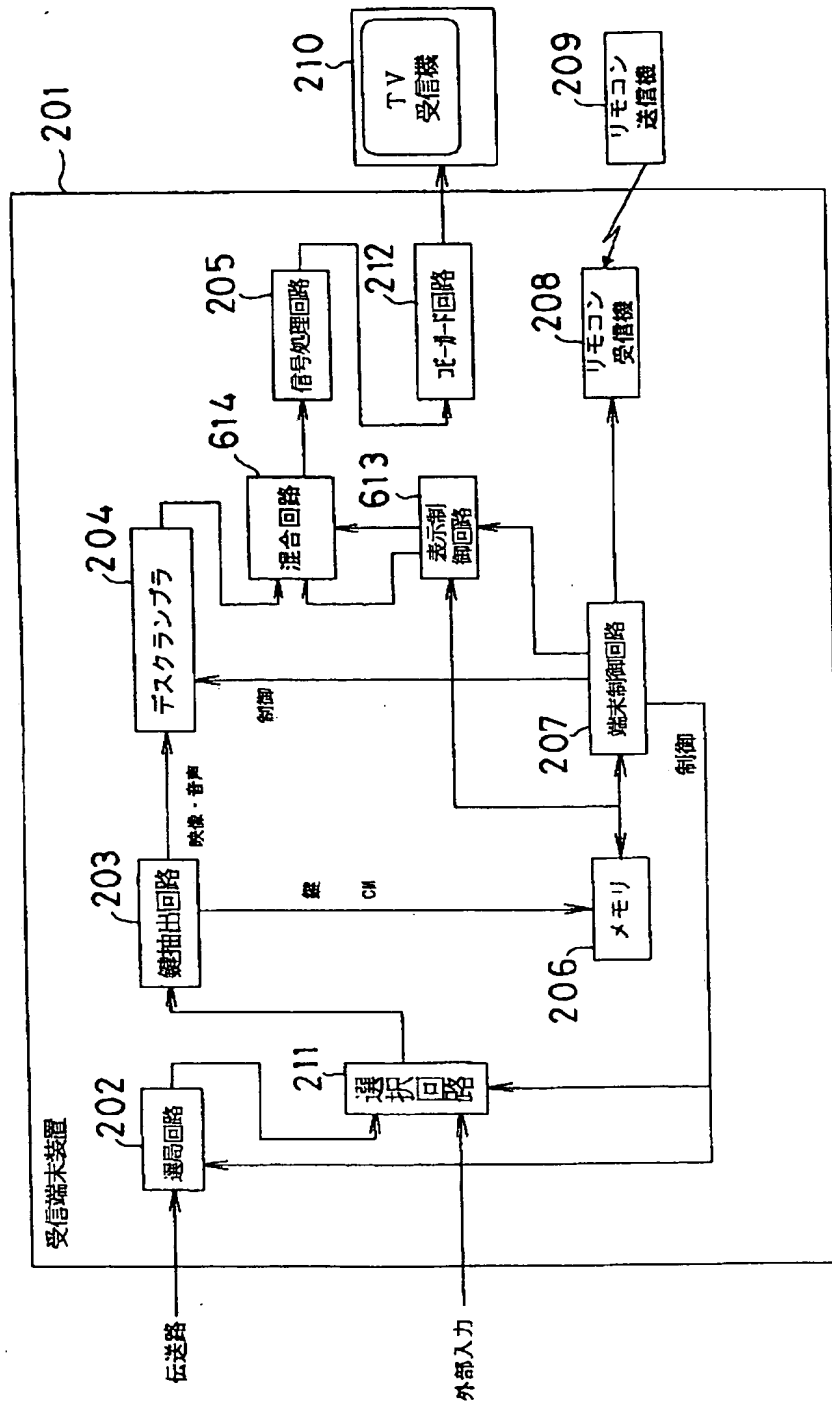 受信端末装置
201
伝送路
外部入力
202
選局回路
211
選択回路
203
鍵抽出回路
映像・音声
鍵
CM
204
デスクランブラ
制御
614
混合回路
205
信号処理回路
613
表示制
御回路
212
コピーガード回路
210
TV
受信機
206
メモリ
207
端末制御回路
制御
208
リモコン
受信機
209
リモコン
送信機